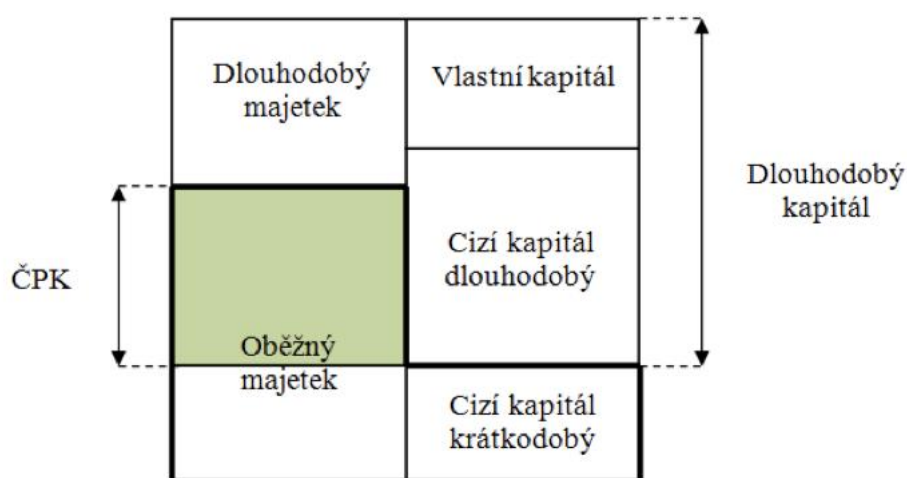 Dlouhodobý
majetek
Vlastní kapitál
Dlouhodobý
kapitál
ČPK
Cizí kapitál
dlouhodobý
Oběžný
majetek
Cizí kapitál
krátkodobý